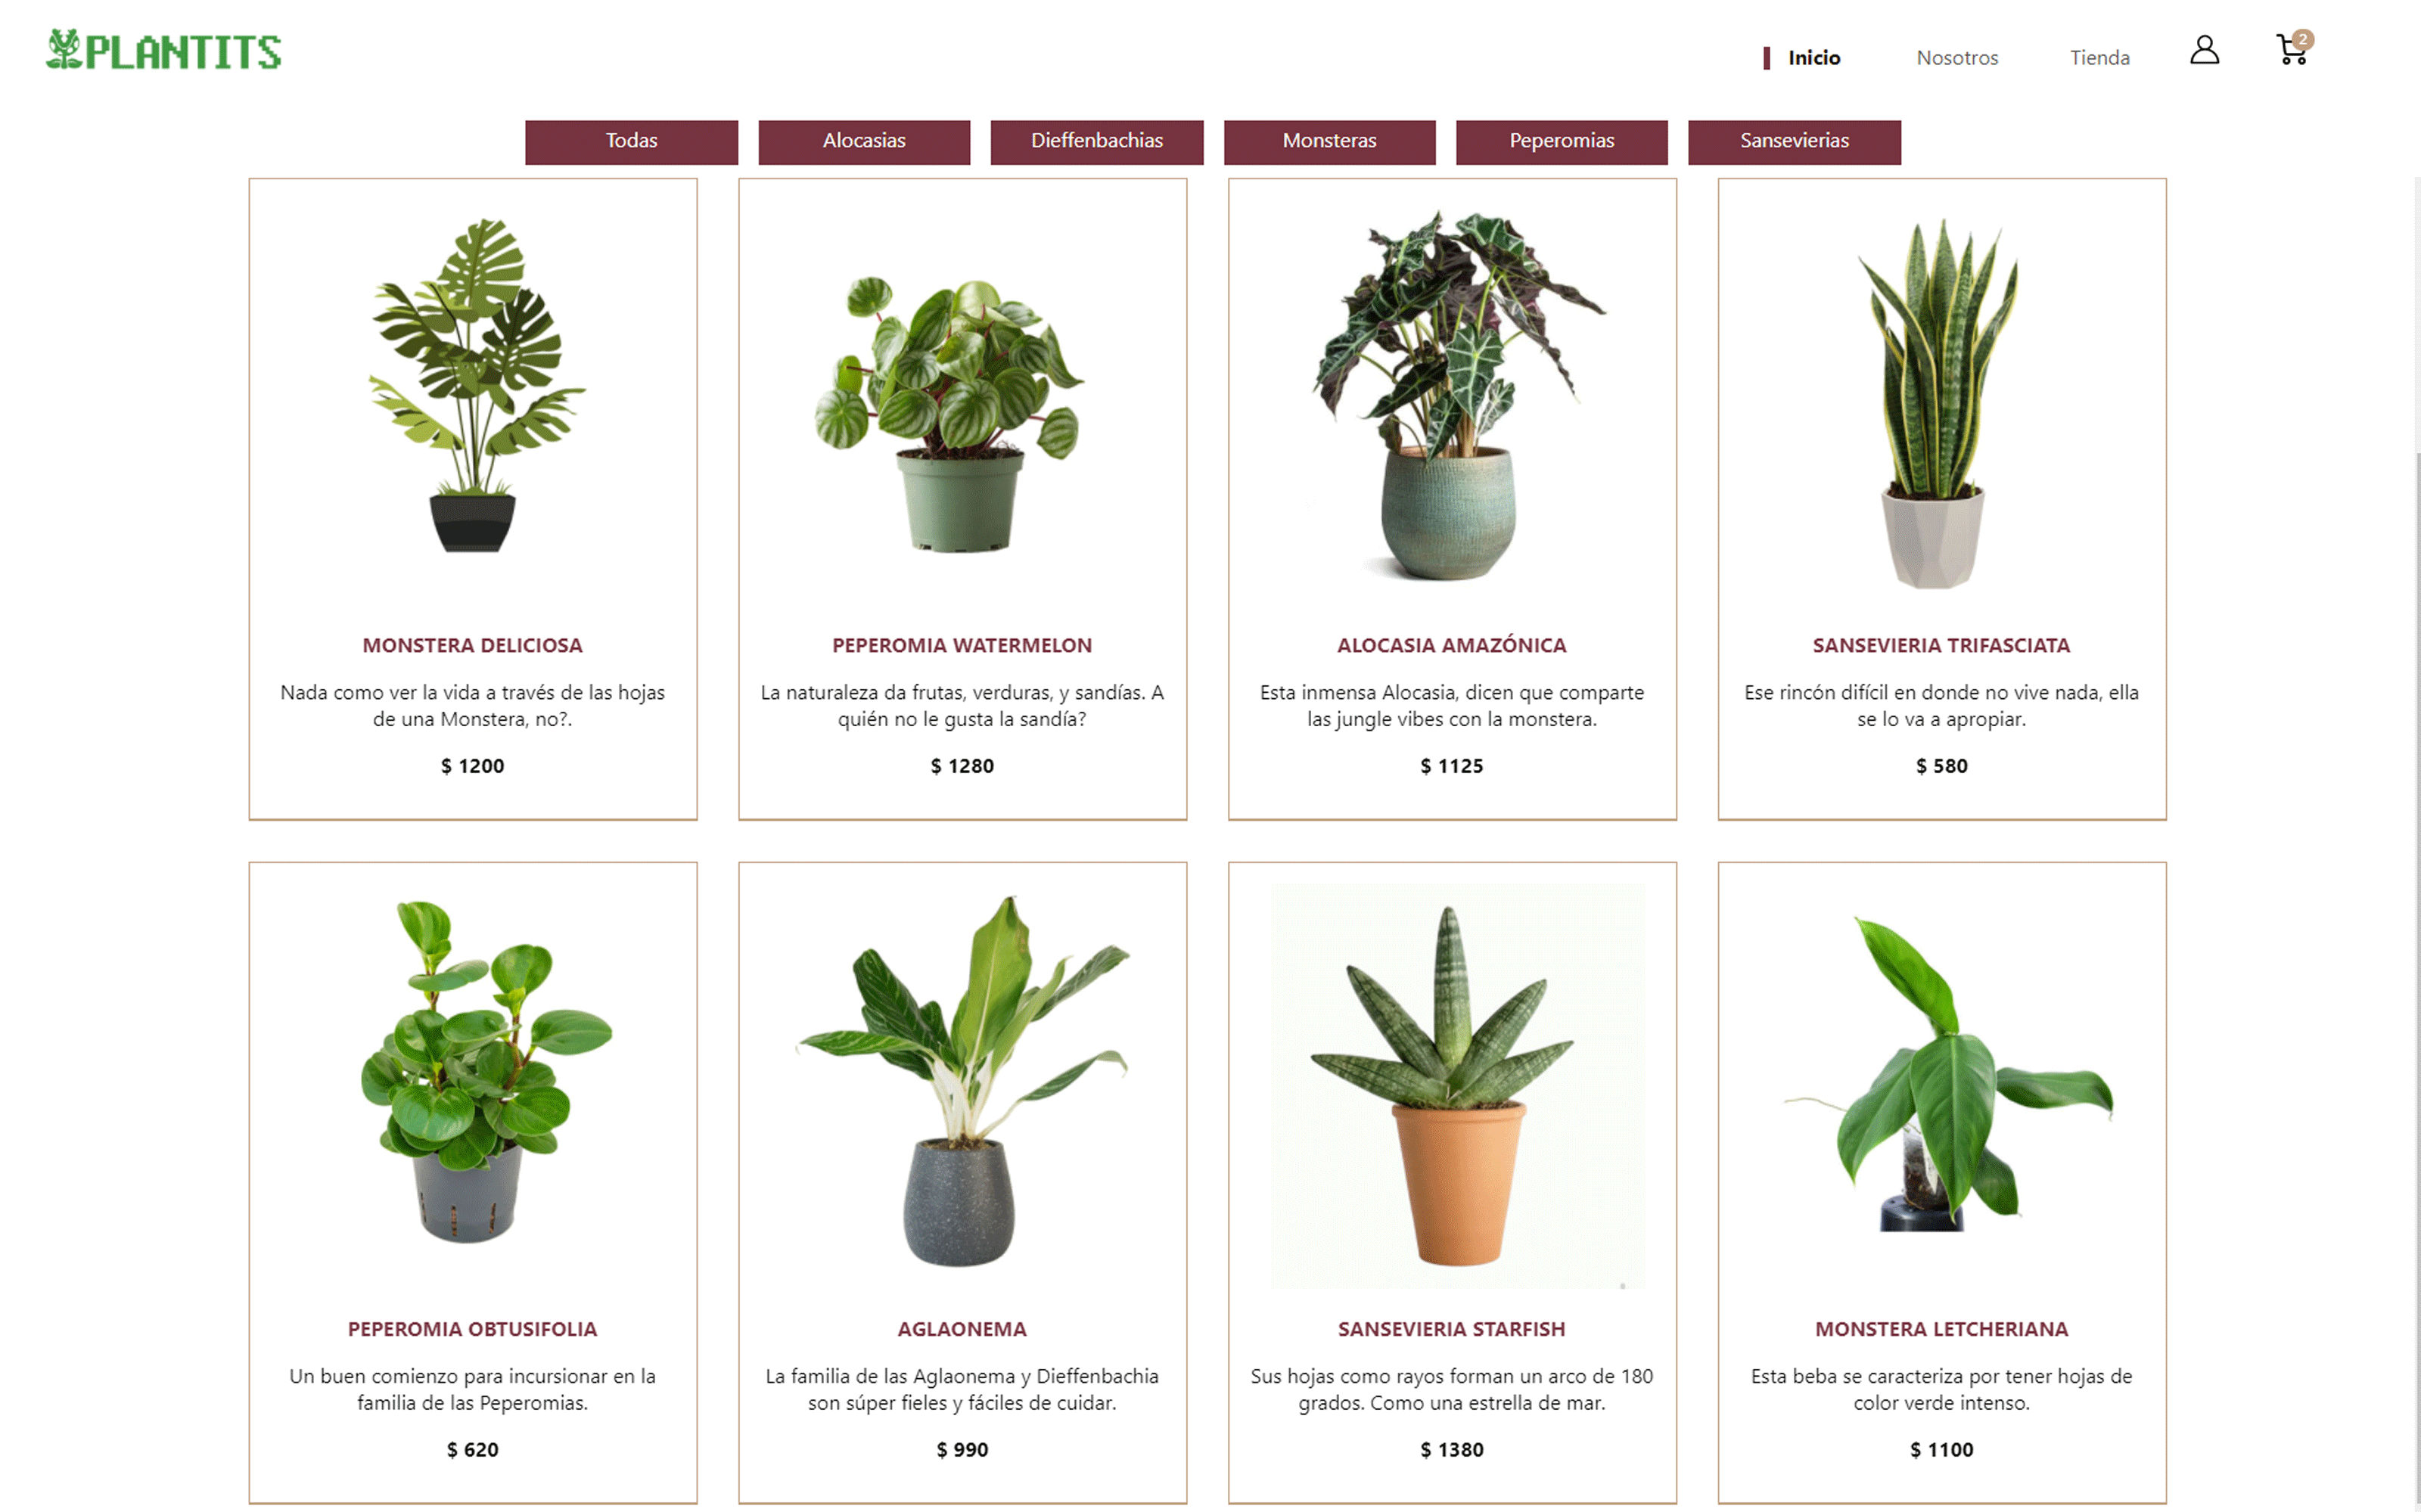 PLANTITS
Inicio
Nosotros
Tienda
2
Todas
Alocasias
Dieffenbachias
Monsteras
Peperomias
Sansevierias
MONSTERA DELICIOSA
Nada como ver la vida a través de las hojas
de una Monstera, no?.
$ 1200
PEPEROMIA WATERMELON
La naturaleza da frutas, verduras, y sandías. A
quién no le gusta la sandía?
$ 1280
ALOCASIA AMAZÓNICA
Esta inmensa Alocasia, dicen que comparte
las jungle vibes con la monstera.
$ 1125
SANSEVIERIA TRIFASCIATA
Ese rincón difícil en donde no vive nada, ella
se lo va a apropiar.
$ 580
PEPEROMIA OBTUSIFOLIA
Un buen comienzo para incursionar en la
familia de las Peperomias.
$ 620
AGLAONEMA
La familia de las Aglaonema y Dieffenbachia
son súper fieles y fáciles de cuidar.
$ 990
SANSEVIERIA STARFISH
Sus hojas como rayos forman un arco de 180
grados. Como una estrella de mar.
$ 1380
MONSTERA LETCHERIANA
Esta beba se caracteriza por tener hojas de
color verde intenso.
$ 1100